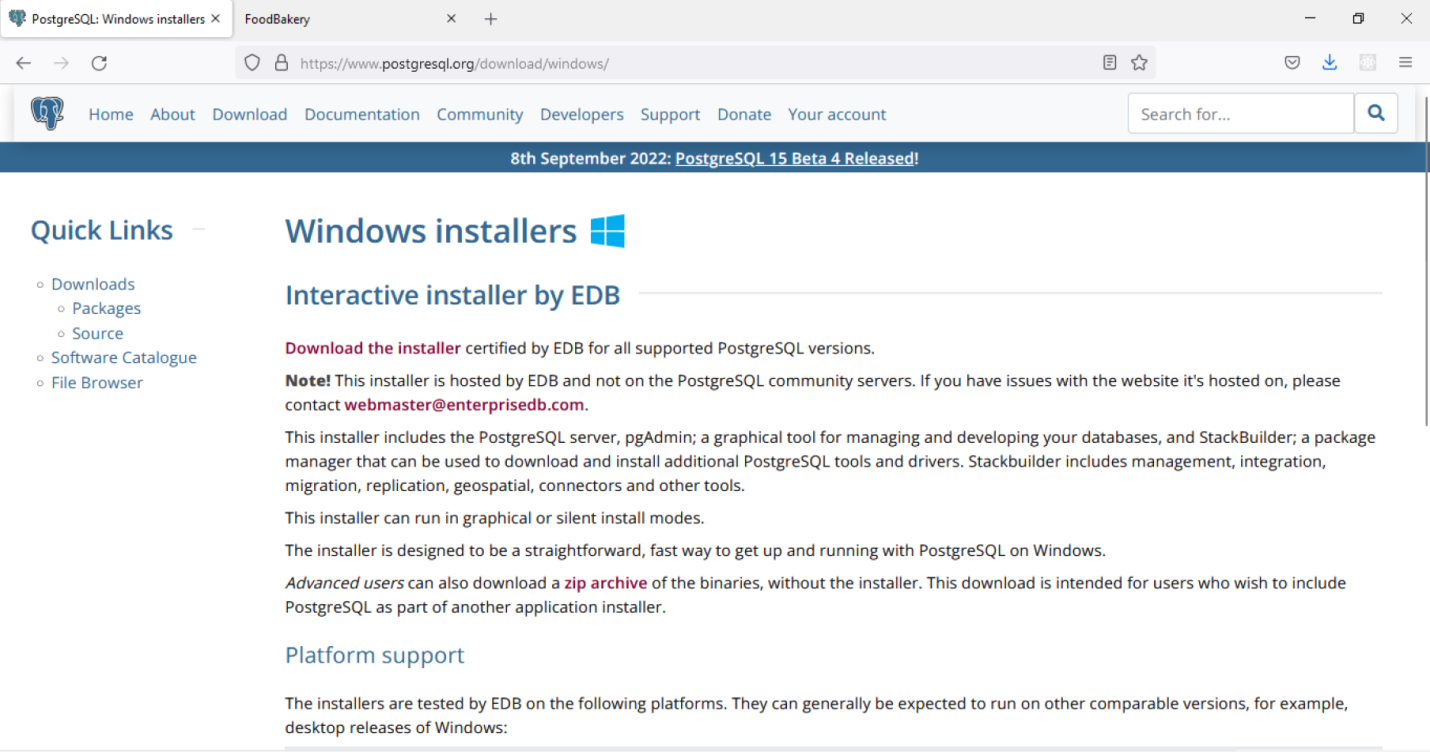 PostgreSQL: Windows installers
FoodBakery
https://www.postgresql.org/download/windows/
Home About Download Documentation Community Developers Support Donate Your account
Search for...
8th September 2022: PostgreSQL 15 Beta 4 Released!
Quick Links
Downloads
Packages
Source
Software Catalogue
File Browser
Windows installers
Interactive installer by EDB
Download the installer certified by EDB for all supported PostgreSQL versions.
Note! This installer is hosted by EDB and not on the PostgreSQL community servers. If you have issues with the website it's hosted on, please
contact webmaster@enterprisedb.com.
This installer includes the PostgreSQL server, pgAdmin; a graphical tool for managing and developing your databases, and StackBuilder; a package
manager that can be used to download and install additional PostgreSQL tools and drivers. Stackbuilder includes management, integration,
migration, replication, geospatial, connectors and other tools.
This installer can run in graphical or silent install modes.
The installer is designed to be a straightforward, fast way to get up and running with PostgreSQL on Windows.
Advanced users can also download a zip archive of the binaries, without the installer. This download is intended for users who wish to include
PostgreSQL as part of another application installer.
Platform support
The installers are tested by EDB on the following platforms. They can generally be expected to run on other comparable versions, for example,
desktop releases of Windows: